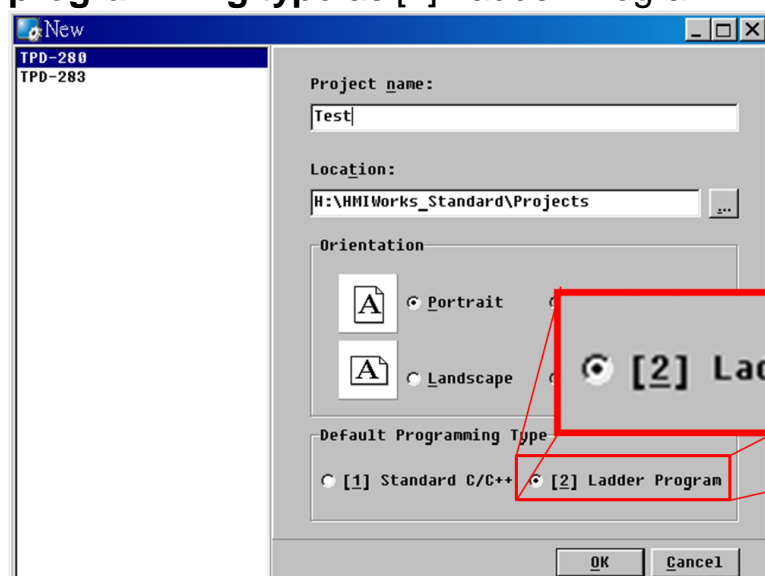 New
TPD-280
TPD-283
Project name:
Test
Location:
H:\HMIWorks_Standard\Projects
...
Orientation
A
Portrait
A
Landscape
[2] Lad
Default Programming Type
[1] Standard C/C++
[2] Ladder Program
OK
Cancel